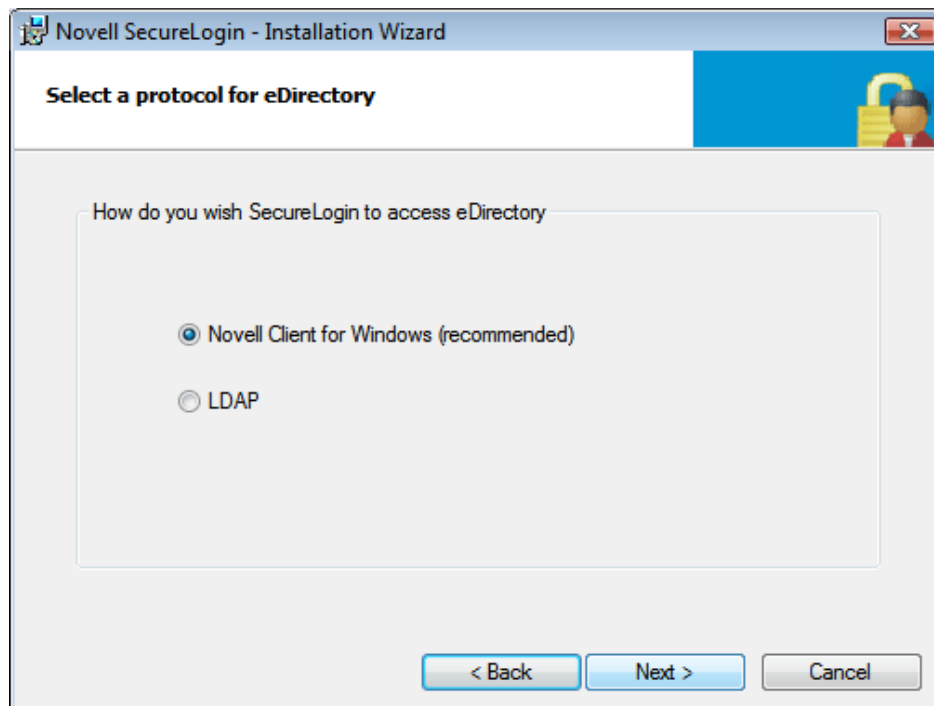 Novell SecureLogin - Installation Wizard
Select a protocol for eDirectory
How do you wish SecureLogin to access eDirectory
Novell Client for Windows (recommended)
LDAP
< Back Next > Cancel